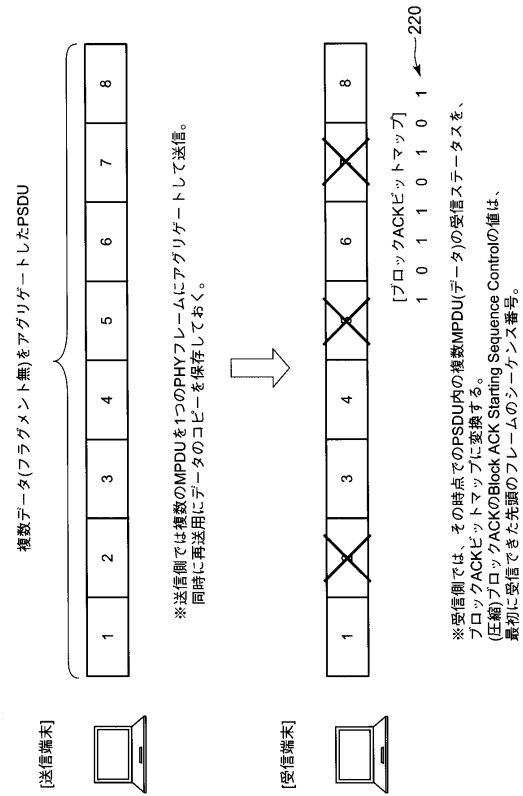 複数データ(フラグメント無)をアグリゲートしたPSDU
[送信端末]
1 2 3 4 5 6 7 8
※送信側では複数のMPDUを1つのPHYフレームにアグリゲートして送信。
同時に再送用にデータのコピーを保存しておく。
[受信端末]
1 3 4 6 8
[ブロックACKビットマップ]
1 0 1 1 0 1 0 1
220
※受信側では、その時点でのPSDU内の複数MPDU(データ)の受信ステータスを、
ブロックACKビットマップに変換する。
(圧縮)ブロックACKのBlock ACK Starting Sequence Controlの値は、
最初に受信できた先頭のフレームのシーケンス番号。